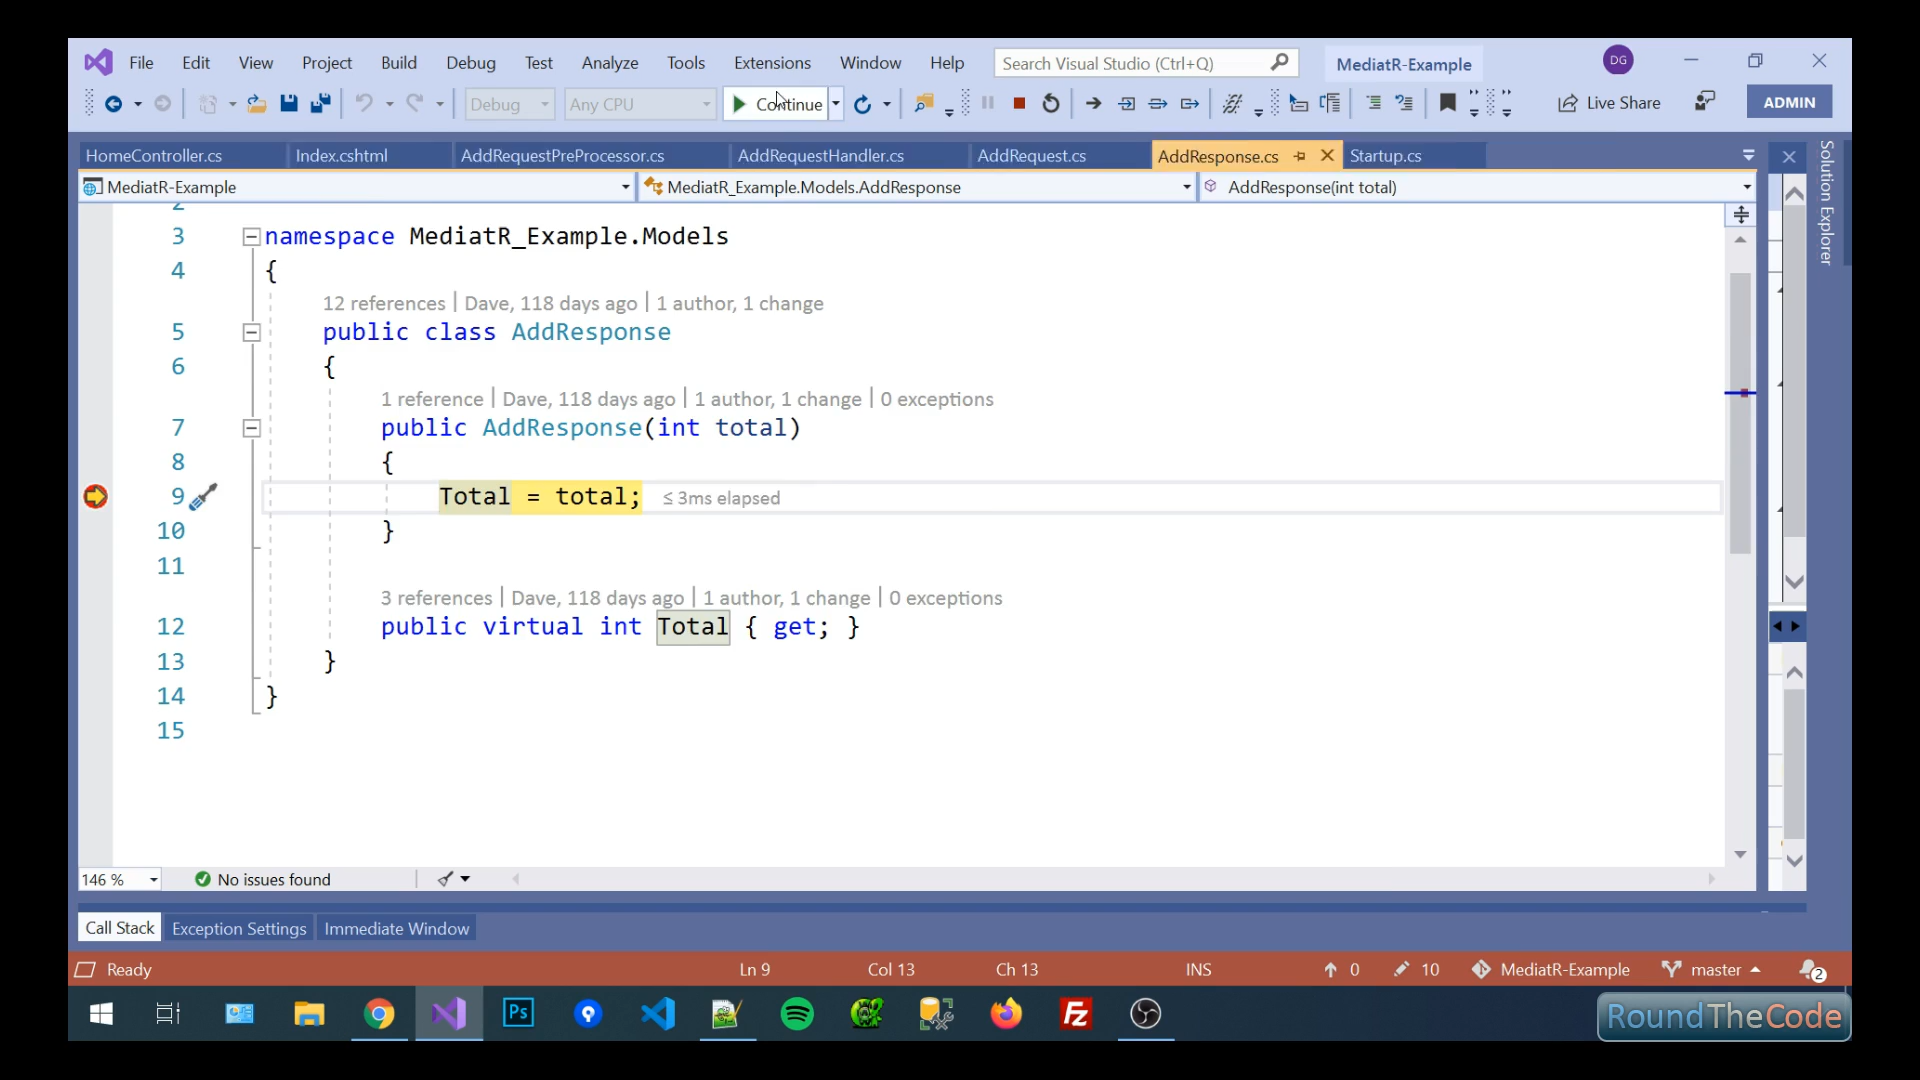 File Edit View Project Build Debug Test Analyze Tools Extensions Window Help Search Visual Studio (Ctrl+Q) MediatR-Example DG
Debug Any CPU Continue Live Share ADMIN
HomeController.cs Index.cshtml AddRequestPreProcessor.cs AddRequestHandler.cs AddRequest.cs AddResponse.cs Startup.cs
MediatR-Example MediatR_Example.Models.AddResponse AddResponse(int total)
Solution Explorer
2
3 namespace MediatR_Example.Models
4 {
12 references | Dave, 118 days ago | 1 author, 1 change
5 public class AddResponse
6 {
1 reference | Dave, 118 days ago | 1 author, 1 change | 0 exceptions
7 public AddResponse(int total)
8 {
9 Total = total; ≤ 3ms elapsed
10 }
11
3 references | Dave, 118 days ago | 1 author, 1 change | 0 exceptions
12 public virtual int Total { get; }
13 }
14 }
15
146 % No issues found
Call Stack Exception Settings Immediate Window
Ready Ln 9 Col 13 Ch 13 INS 0 10 MediatR-Example master 2
Ps Fz RoundTheCode